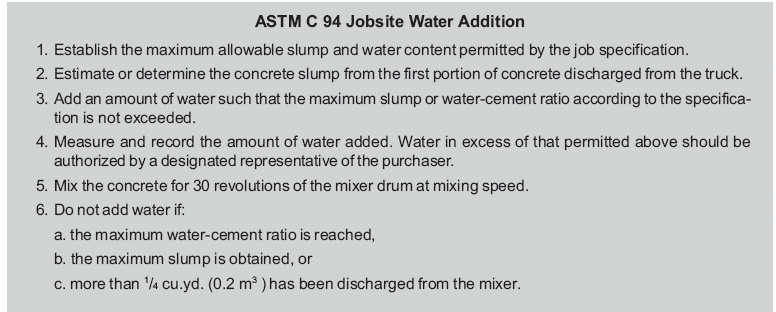 ASTM C 94 Jobsite Water Addition
1. Establish the maximum allowable slump and water content permitted by the job specification.
2. Estimate or determine the concrete slump from the first portion of concrete discharged from the truck.
3. Add an amount of water such that the maximum slump or water-cement ratio according to the specifica-
tion is not exceeded.
4. Measure and record the amount of water added. Water in excess of that permitted above should be
authorized by a designated representative of the purchaser.
5. Mix the concrete for 30 revolutions of the mixer drum at mixing speed.
6. Do not add water if:
a. the maximum water-cement ratio is reached,
b. the maximum slump is obtained, or
c. more than ¹/₄ cu.yd. (0.2 m³ ) has been discharged from the mixer.